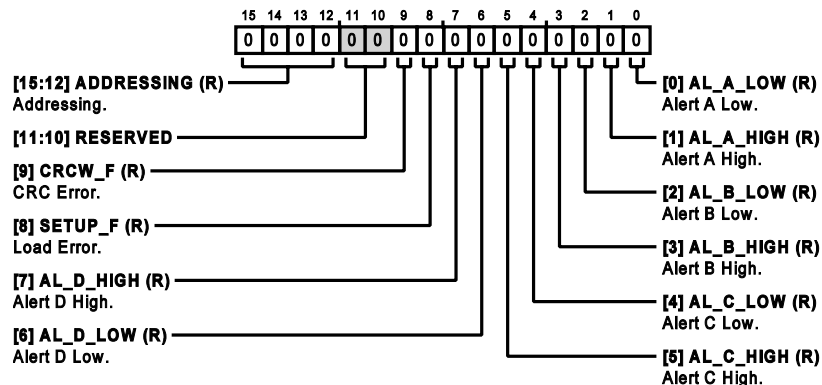 15 14 13 12 11 10 9 8 7 6 5 4 3 2 1 0
0 0 0 0 0 0 0 0 0 0 0 0 0 0 0 0
[15:12] ADDRESSING (R)
Addressing.
[11:10] RESERVED
[9] CRCW_F (R)
CRC Error.
[8] SETUP_F (R)
Load Error.
[7] AL_D_HIGH (R)
Alert D High.
[6] AL_D_LOW (R)
Alert D Low.
[0] AL_A_LOW (R)
Alert A Low.
[1] AL_A_HIGH (R)
Alert A High.
[2] AL_B_LOW (R)
Alert B Low.
[3] AL_B_HIGH (R)
Alert B High.
[4] AL_C_LOW (R)
Alert C Low.
[5] AL_C_HIGH (R)
Alert C High.